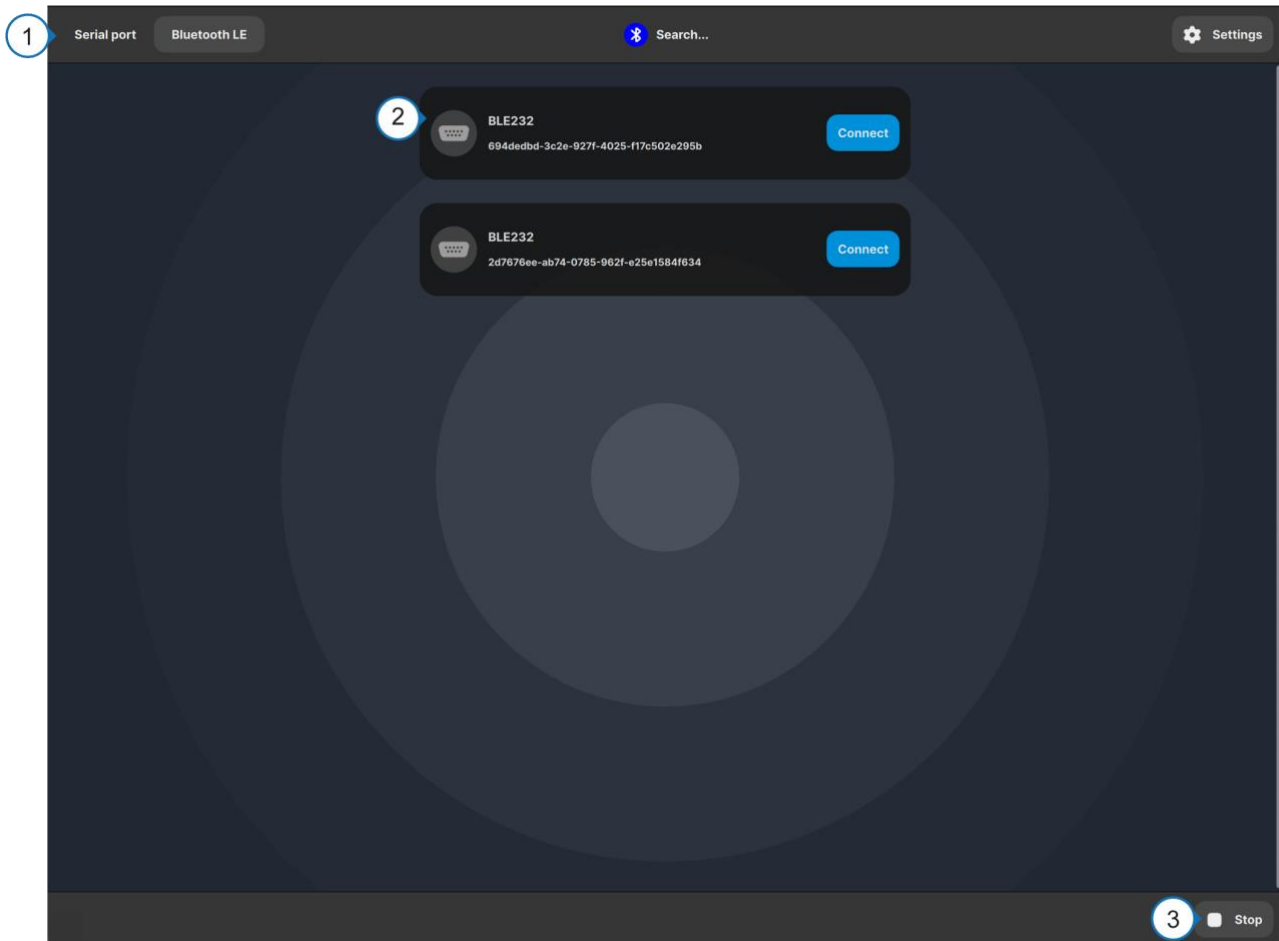 1
Serial port Bluetooth LE Search... Settings
2
BLE232
694dedbd-3c2e-927f-4025-f17c502e295b
Connect
BLE232
2d7676ee-ab74-0785-962f-e25e1584f634
Connect
3
Stop